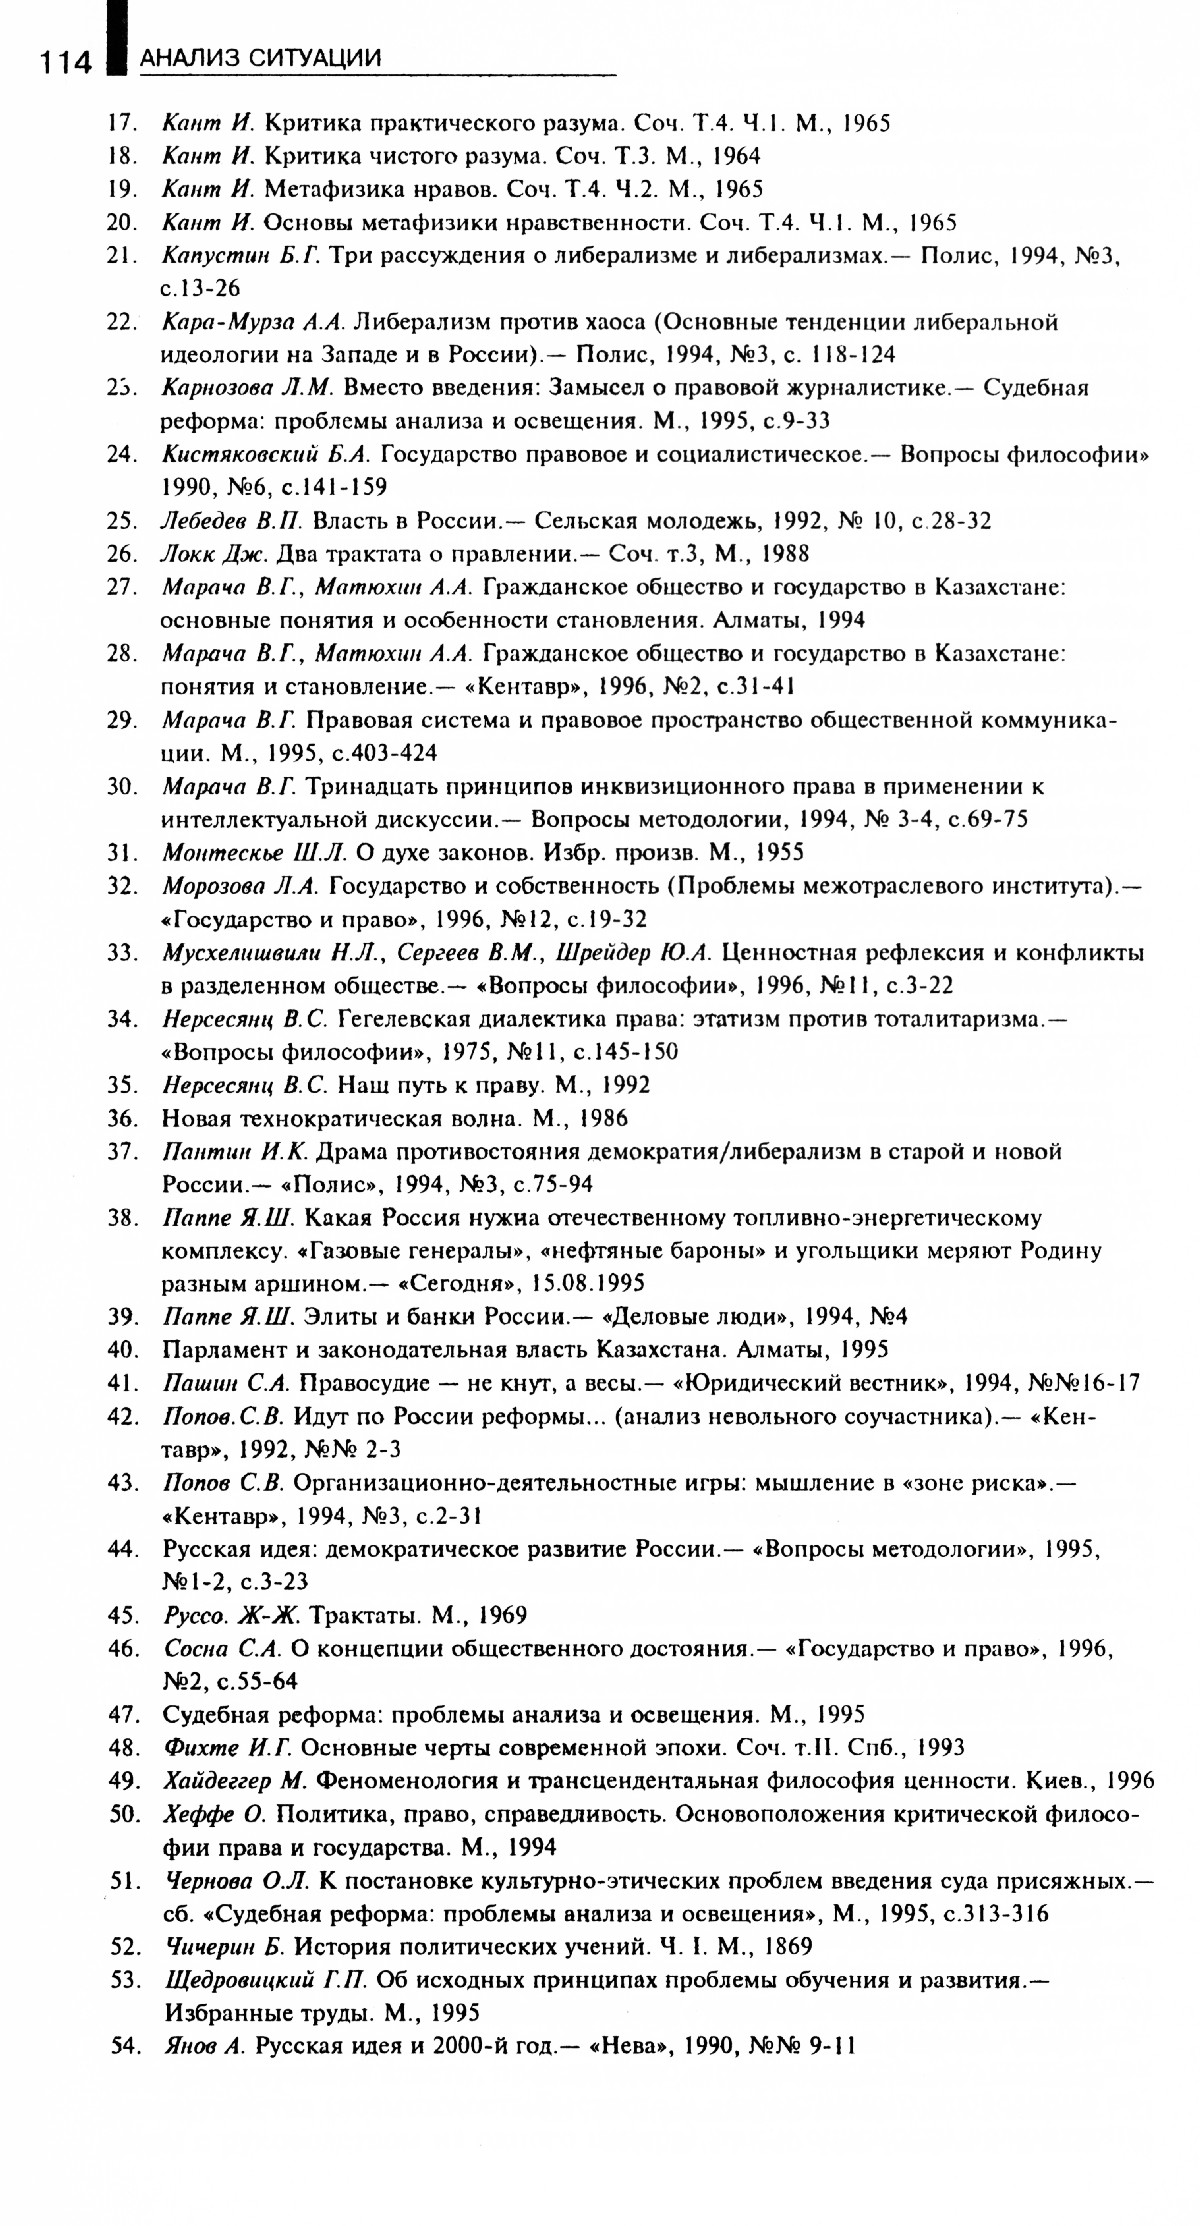 114 АНАЛИЗ СИТУАЦИИ
17. Кант И. Критика практического разума. Соч. Т.4. Ч.1. М., 1965
18. Кант И. Критика чистого разума. Соч. Т.3. М., 1964
19. Кант И. Метафизика нравов. Соч. Т.4. Ч.2. М., 1965
20. Кант И. Основы метафизики нравственности. Соч. Т.4. Ч.1. М., 1965
21. Капустин Б.Г. Три рассуждения о либерализме и либерализмах.— Полис, 1994, №3,
с.13-26
22. Кара-Мурза А.А. Либерализм против хаоса (Основные тенденции либеральной
идеологии на Западе и в России).— Полис, 1994, №3, с. 118-124
23. Карнозова Л.М. Вместо введения: Замысел о правовой журналистике.— Судебная
реформа: проблемы анализа и освещения. М., 1995, с.9-33
24. Кистяковский Б.А. Государство правовое и социалистическое.— Вопросы философии»
1990, №6, с.141-159
25. Лебедев В.П. Власть в России.— Сельская молодежь, 1992, № 10, с.28-32
26. Локк Дж. Два трактата о правлении.— Соч. т.3, М., 1988
27. Марача В.Г., Матюхин А.А. Гражданское общество и государство в Казахстане:
основные понятия и особенности становления. Алматы, 1994
28. Марача В.Г., Матюхин А.А. Гражданское общество и государство в Казахстане:
понятия и становление.— «Кентавр», 1996, №2, с.31-41
29. Марача В.Г. Правовая система и правовое пространство общественной коммуника-
ции. М., 1995, с.403-424
30. Марача В.Г. Тринадцать принципов инквизиционного права в применении к
интеллектуальной дискуссии.— Вопросы методологии, 1994, № 3-4, с.69-75
31. Монтескье Ш.Л. О духе законов. Избр. произв. М., 1955
32. Морозова Л.А. Государство и собственность (Проблемы межотраслевого института).—
«Государство и право», 1996, №12, с.19-32
33. Мусхелишвили Н.Л., Сергеев В.М., Шрейдер Ю.А. Ценностная рефлексия и конфликты
в разделенном обществе.— «Вопросы философии», 1996, №11, с.3-22
34. Нерсесянц В.С. Гегелевская диалектика права: этатизм против тоталитаризма.—
«Вопросы философии», 1975, №11, с.145-150
35. Нерсесянц В.С. Наш путь к праву. М., 1992
36. Новая технократическая волна. М., 1986
37. Пантин И.К. Драма противостояния демократия/либерализм в старой и новой
России.— «Полис», 1994, №3, с.75-94
38. Паппе Я.Ш. Какая Россия нужна отечественному топливно-энергетическому
комплексу. «Газовые генералы», «нефтяные бароны» и угольщики меряют Родину
разным аршином.— «Сегодня», 15.08.1995
39. Паппе Я.Ш. Элиты и банки России.— «Деловые люди», 1994, №4
40. Парламент и законодательная власть Казахстана. Алматы, 1995
41. Пашин С.А. Правосудие — не кнут, а весы.— «Юридический вестник», 1994, №№16-17
42. Попов.С.В. Идут по России реформы... (анализ невольного соучастника).— «Кен-
тавр», 1992, №№ 2-3
43. Попов С.В. Организационно-деятельностные игры: мышление в «зоне риска».—
«Кентавр», 1994, №3, с.2-31
44. Русская идея: демократическое развитие России.— «Вопросы методологии», 1995,
№1-2, с.3-23
45. Руссо. Ж-Ж. Трактаты. М., 1969
46. Сосна С.А. О концепции общественного достояния.— «Государство и право», 1996,
№2, с.55-64
47. Судебная реформа: проблемы анализа и освещения. М., 1995
48. Фихте И.Г. Основные черты современной эпохи. Соч. т.II. Спб., 1993
49. Хайдеггер М. Феноменология и трансцендентальная философия ценности. Киев., 1996
50. Хеффе О. Политика, право, справедливость. Основоположения критической филосо-
фии права и государства. М., 1994
51. Чернова О.Л. К постановке культурно-этических проблем введения суда присяжных.—
сб. «Судебная реформа: проблемы анализа и освещения», М., 1995, с.313-316
52. Чичерин Б. История политических учений. Ч. I. М., 1869
53. Щедровицкий Г.П. Об исходных принципах проблемы обучения и развития.—
Избранные труды. М., 1995
54. Янов А. Русская идея и 2000-й год.— «Нева», 1990, №№ 9-11